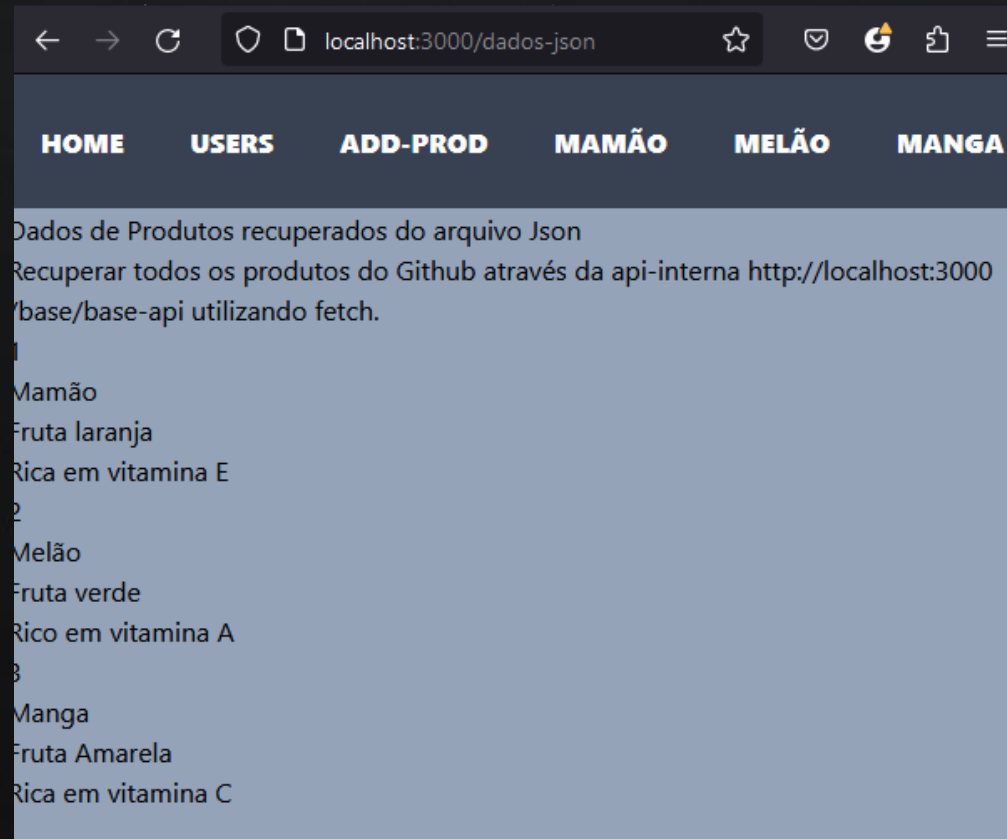 localhost:3000/dados-json
HOME USERS ADD-PROD MAMÃO MELÃO MANGA
Dados de Produtos recuperados do arquivo Json
Recuperar todos os produtos do Github através da api-interna http://localhost:3000
/base/base-api utilizando fetch.
1
Mamão
Fruta laranja
Rica em vitamina E
2
Melão
Fruta verde
Rico em vitamina A
3
Manga
Fruta Amarela
Rica em vitamina C